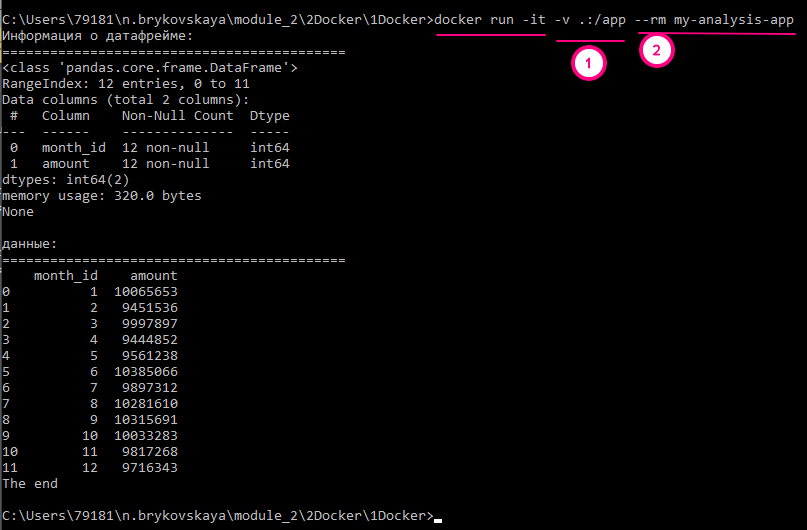 C:\Users\79181\n.brykovskaya\module_2\2Docker\1Docker>docker run -it -v .:/app --rm my-analysis-app
1
2
Информация о датафрейме:
===========================================
<class 'pandas.core.frame.DataFrame'>
RangeIndex: 12 entries, 0 to 11
Data columns (total 2 columns):
 #   Column    Non-Null Count  Dtype
---  ------    --------------  -----
 0   month_id  12 non-null     int64
 1   amount    12 non-null     int64
dtypes: int64(2)
memory usage: 320.0 bytes
None

данные:
===========================================
    month_id    amount
0          1  10065653
1          2   9451536
2          3   9997897
3          4   9444852
4          5   9561238
5          6  10385066
6          7   9897312
7          8  10281610
8          9  10315691
9         10  10033283
10        11   9817268
11        12   9716343
The end

C:\Users\79181\n.brykovskaya\module_2\2Docker\1Docker>